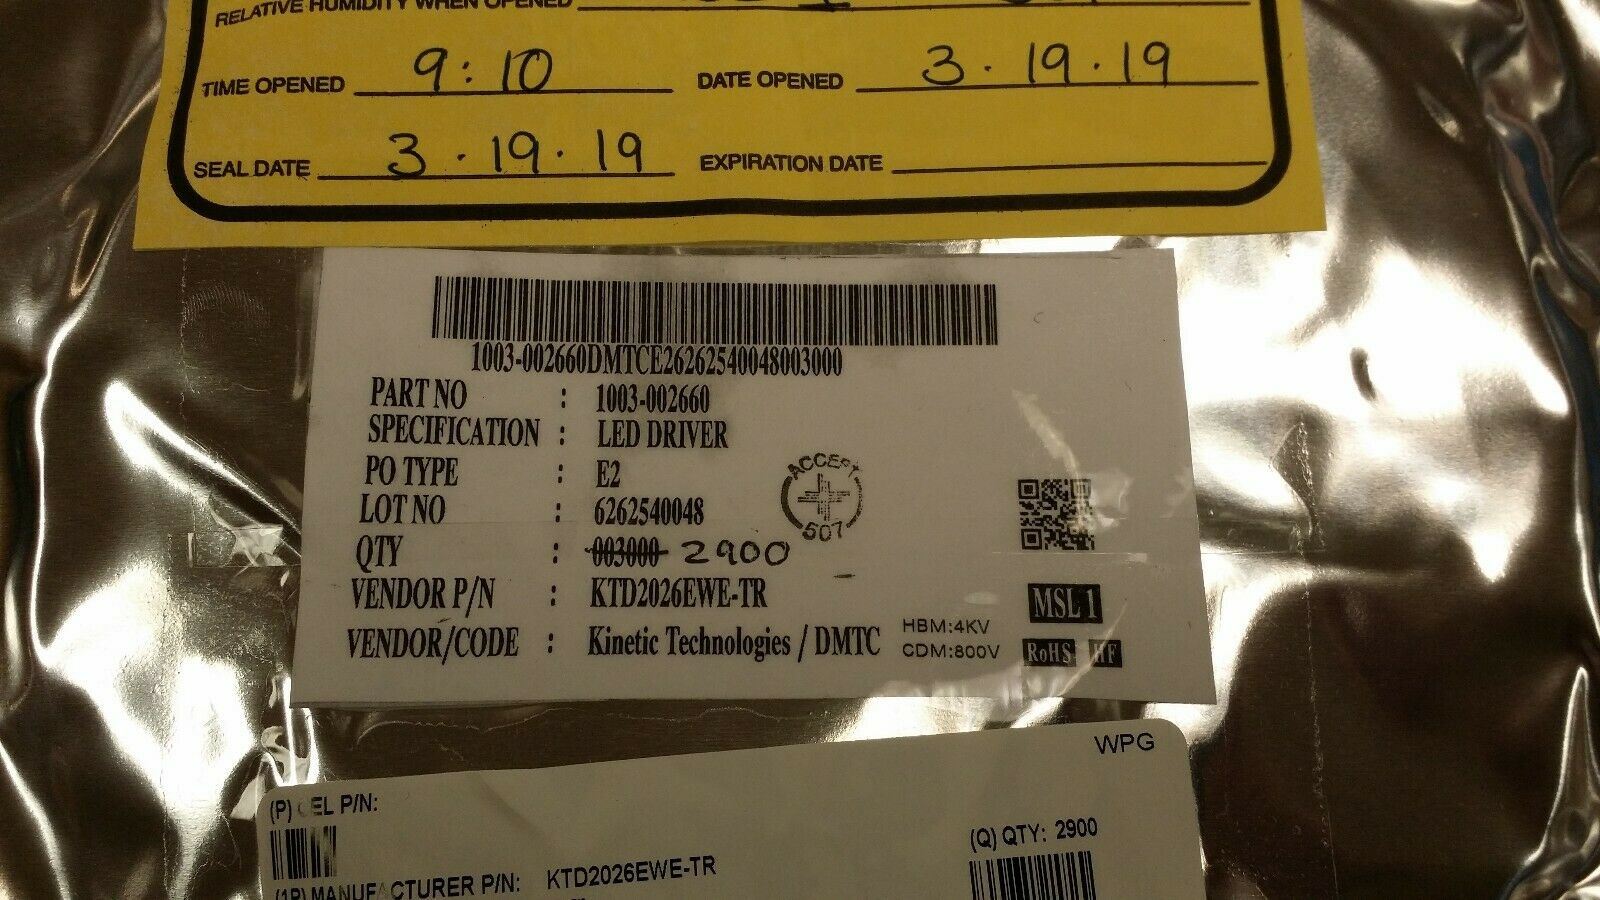 RELATIVE HUMIDITY WHEN OPENED
TIME OPENED 9:10 DATE OPENED 3.19.19
SEAL DATE 3.19.19 EXPIRATION DATE
1003-002660DMTCE26262540048003000
PART NO : 1003-002660
SPECIFICATION : LED DRIVER
PO TYPE : E2
LOT NO : 6262540048
ACCEPT
507
QTY : 003000 2900
VENDOR P/N : KTD2026EWE-TR
VENDOR/CODE : Kinetic Technologies / DMTC
HBM:4KV
CDM:800V
MSL 1
RoHS HF
WPG
(P) EL P/N:
(Q) QTY: 2900
(1P) MANUFACTURER P/N: KTD2026EWE-TR